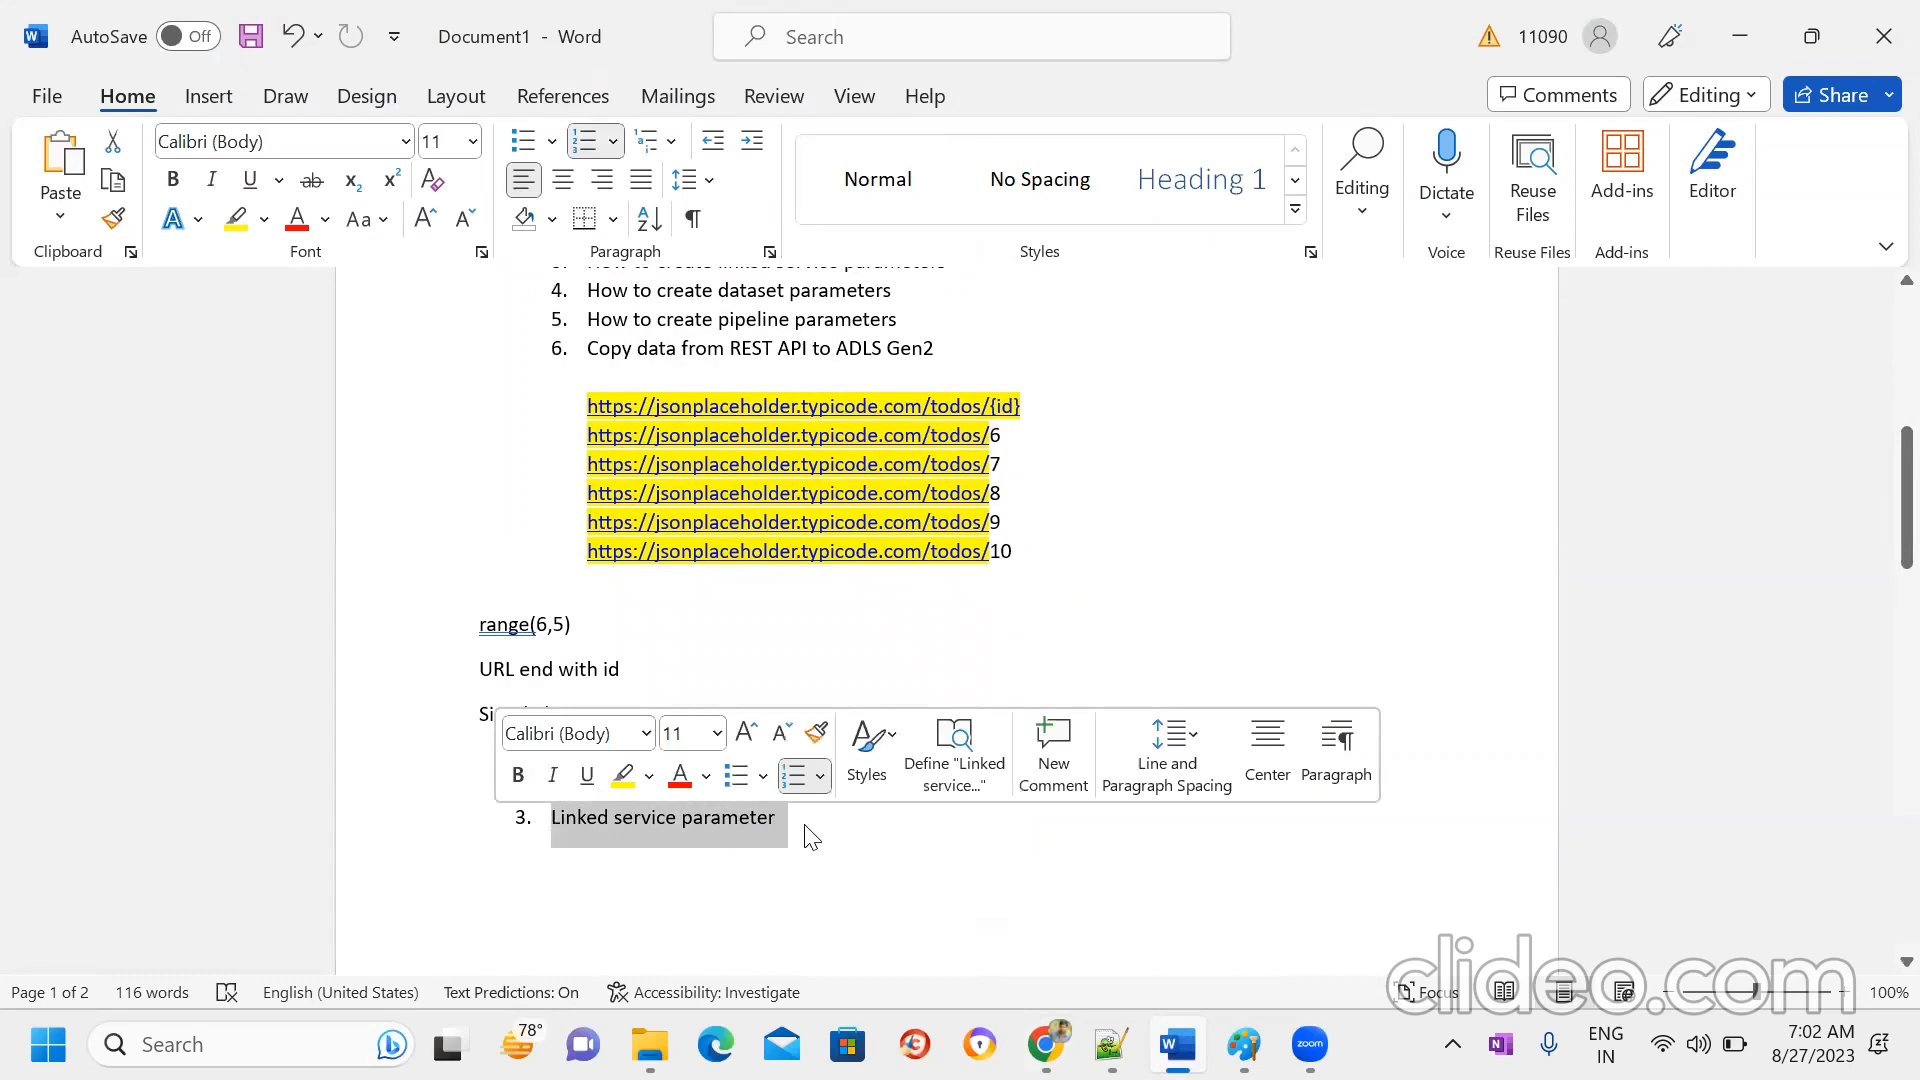 AutoSave Off Document1 - Word Search 11090
File Home Insert Draw Design Layout References Mailings Review View Help Comments Editing Share
Paste Calibri (Body) 11 Normal No Spacing Heading 1 Editing Dictate Reuse Files Add-ins Editor
Clipboard Font Paragraph Styles Voice Reuse Files Add-ins
3. How to create linked service parameters
4. How to create dataset parameters
5. How to create pipeline parameters
6. Copy data from REST API to ADLS Gen2
https://jsonplaceholder.typicode.com/todos/{id}
https://jsonplaceholder.typicode.com/todos/6
https://jsonplaceholder.typicode.com/todos/7
https://jsonplaceholder.typicode.com/todos/8
https://jsonplaceholder.typicode.com/todos/9
https://jsonplaceholder.typicode.com/todos/10
range(6,5)
URL end with id
Calibri (Body) 11 Styles Define "Linked service..." New Comment Line and Paragraph Spacing Center Paragraph
3. Linked service parameter
clideo.com
Page 1 of 2 116 words English (United States) Text Predictions: On Accessibility: Investigate Focus 100%
Search 78° zoom ENG IN 7:02 AM 8/27/2023